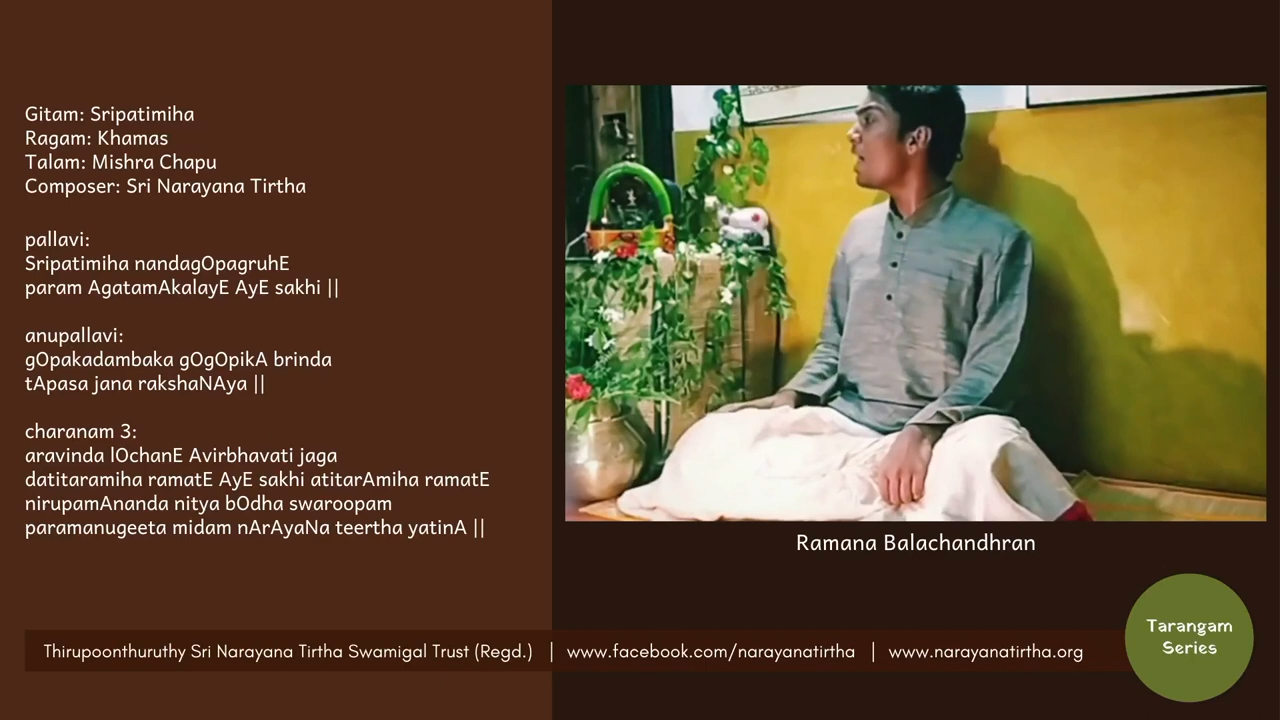 Gitam: Sripatimiha
Ragam: Khamas
Talam: Mishra Chapu
Composer: Sri Narayana Tirtha
pallavi:
Sripatimiha nandagOpagruhE
param AgatamAkalayE AyE sakhi ||
anupallavi:
gOpakadambaka gOgOpikA brinda
tApasa jana rakshaNAya ||
charanam 3:
aravinda lOchanE Avirbhavati jaga
datitaramiha ramatE AyE sakhi atitarAmiha ramatE
nirupamAnanda nitya bOdha swaroopam
paramanugeeta midam nArAyaNa teertha yatinA ||
Ramana Balachandhran
Thirupoonthuruthy Sri Narayana Tirtha Swamigal Trust (Regd.) | www.facebook.com/narayanatirtha | www.narayanatirtha.org
Tarangam
Series